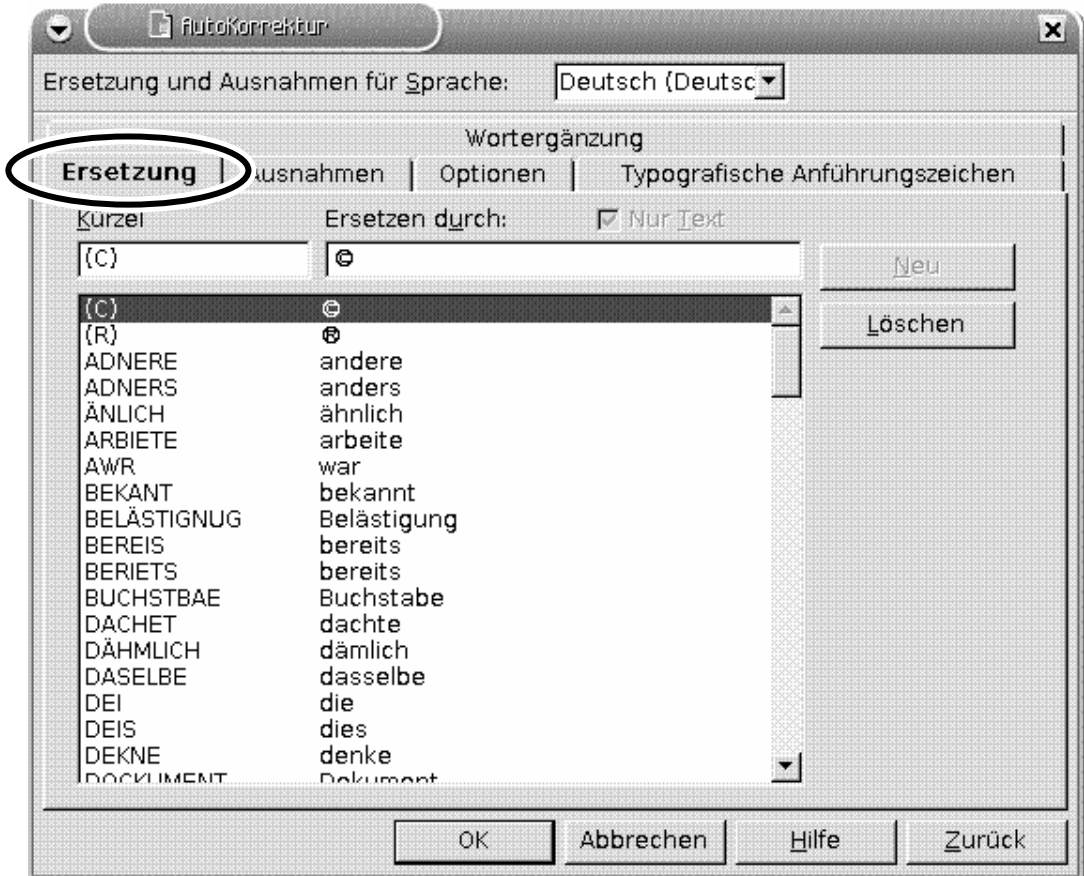 AutoKorrektur
Ersetzung und Ausnahmen für Sprache: Deutsch (Deutsc
Wortergänzung
Ersetzung Ausnahmen Optionen Typografische Anführungszeichen
Kürzel Ersetzen durch: Nur Text
(C) © Neu
Löschen
(C) ©
(R) ®
ADNERE andere
ADNERS anders
ÄNLICH ähnlich
ARBIETE arbeite
AWR war
BEKANT bekannt
BELÄSTIGNUG Belästigung
BEREIS bereits
BERIETS bereits
BUCHSTBAE Buchstabe
DACHET dachte
DÄHMLICH dämlich
DASELBE dasselbe
DEI die
DEIS dies
DEKNE denke
DOCKUMENT Dokument
OK Abbrechen Hilfe Zurück